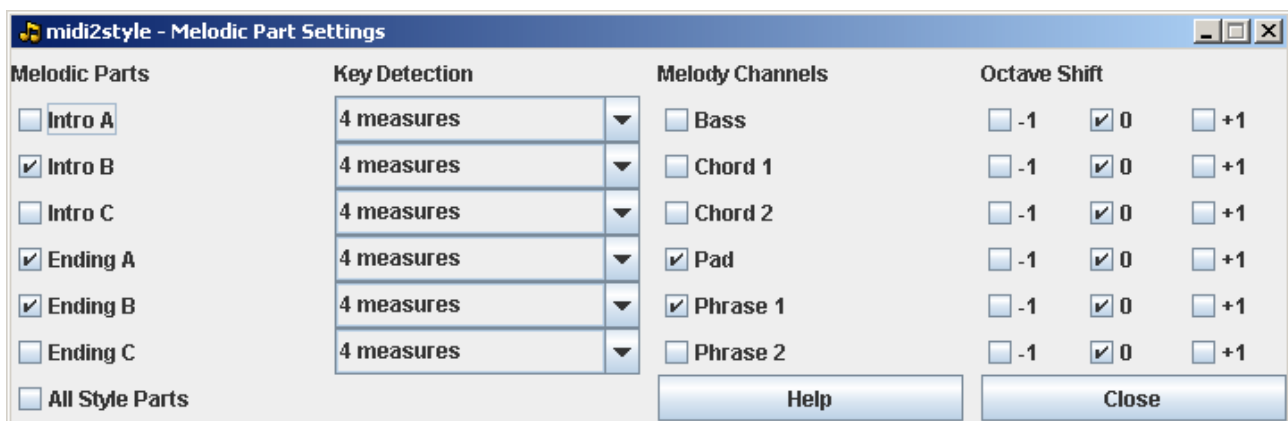 midi2style - Melodic Part Settings
Melodic Parts Key Detection Melody Channels Octave Shift
Intro A 4 measures Bass -1 0 +1
Intro B 4 measures Chord 1 -1 0 +1
Intro C 4 measures Chord 2 -1 0 +1
Ending A 4 measures Pad -1 0 +1
Ending B 4 measures Phrase 1 -1 0 +1
Ending C 4 measures Phrase 2 -1 0 +1
All Style Parts Help Close